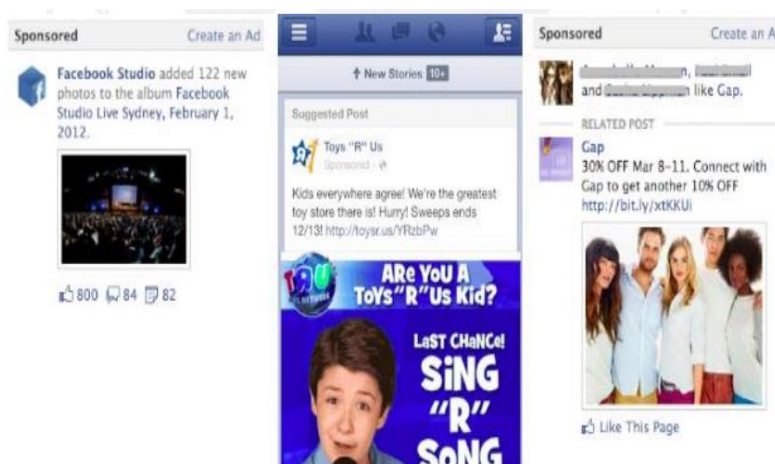 Sponsored Create an Ad
Facebook Studio added 122 new
photos to the album Facebook
Studio Live Sydney, February 1,
2012.
800 84 82
New Stories 10+
Suggested Post
Toys "R" Us
Sponsored
Kids everywhere agree! We're the greatest
toy store there is! Hurry! Sweeps ends
12/13! http://toysr.us/YRzbPw
TRU
ARe YoU A
ToYs"R"Us Kid?
LaST CHaNCe!
SiNG
"R"
SoNG
Sponsored Create an A
and like Gap.
RELATED POST
Gap
30% OFF Mar 8-11. Connect with
Gap to get another 10% OFF
http://bit.ly/xtKKUi
Like This Page